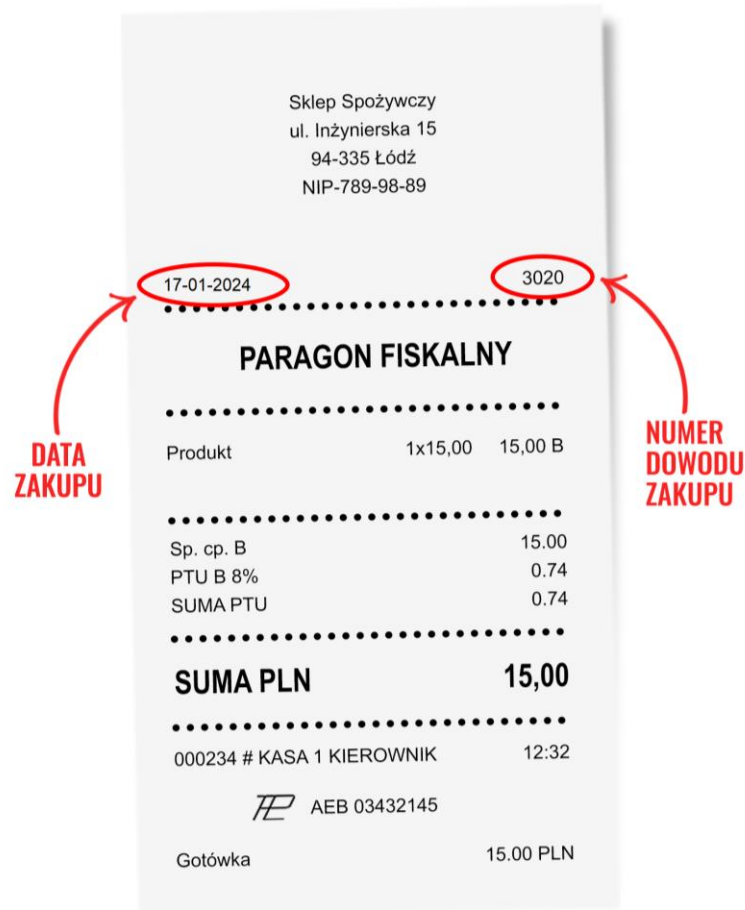 Sklep Spożywczy
ul. Inżynierska 15
94-335 Łódź
NIP-789-98-89
17-01-2024 3020
PARAGON FISKALNY
DATA
ZAKUPU
NUMER
DOWODU
ZAKUPU
Produkt 1x15,00 15,00 B
Sp. cp. B 15.00
PTU B 8% 0.74
SUMA PTU 0.74
SUMA PLN 15,00
000234 # KASA 1 KIEROWNIK 12:32
AEB 03432145
Gotówka 15.00 PLN